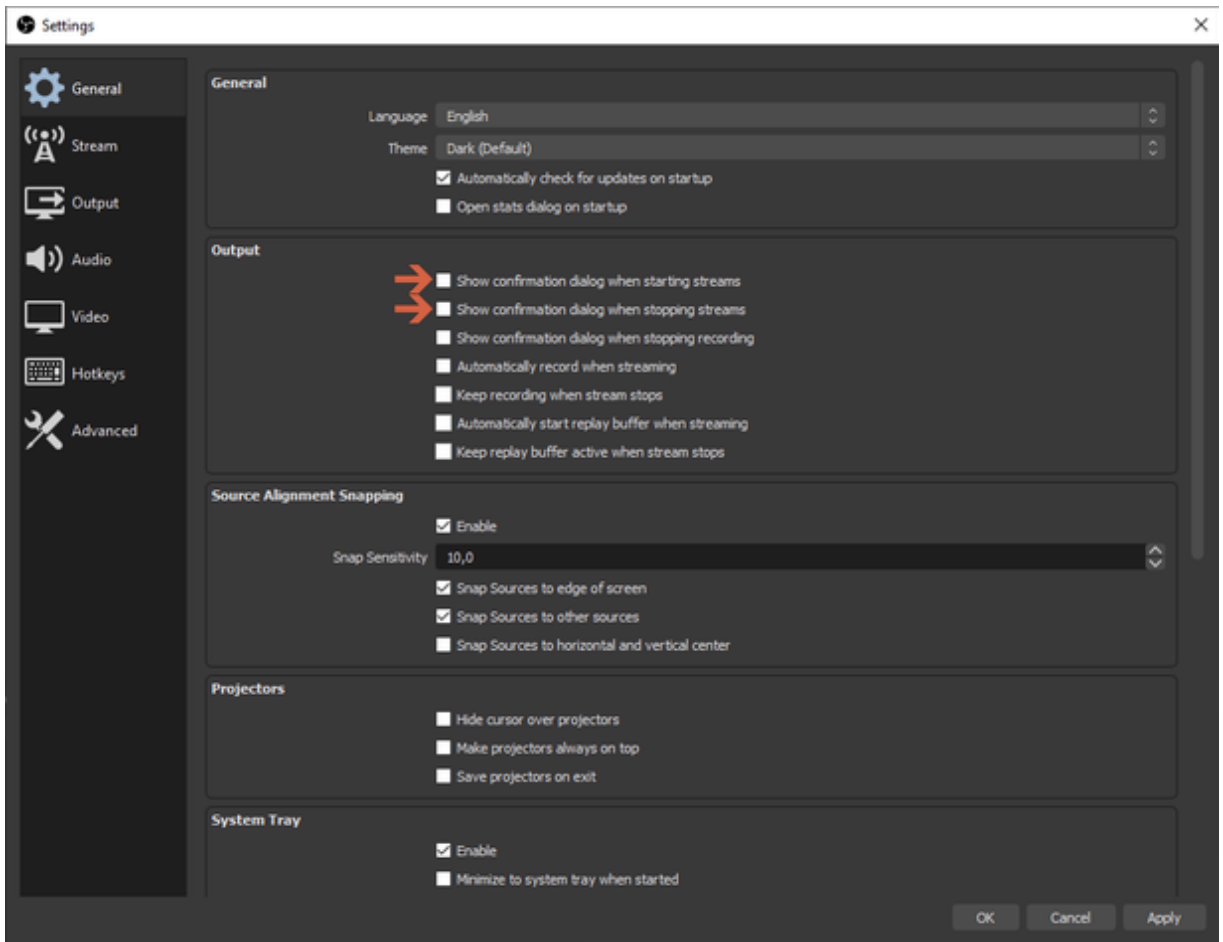 Settings
General
Stream
Output
Audio
Video
Hotkeys
Advanced
General
Language English
Theme Dark (Default)
Automatically check for updates on startup
Open stats dialog on startup
Output
Show confirmation dialog when starting streams
Show confirmation dialog when stopping streams
Show confirmation dialog when stopping recording
Automatically record when streaming
Keep recording when stream stops
Automatically start replay buffer when streaming
Keep replay buffer active when stream stops
Source Alignment Snapping
Enable
Snap Sensitivity 10,0
Snap Sources to edge of screen
Snap Sources to other sources
Snap Sources to horizontal and vertical center
Projectors
Hide cursor over projectors
Make projectors always on top
Save projectors on exit
System Tray
Enable
Minimize to system tray when started
OK Cancel Apply